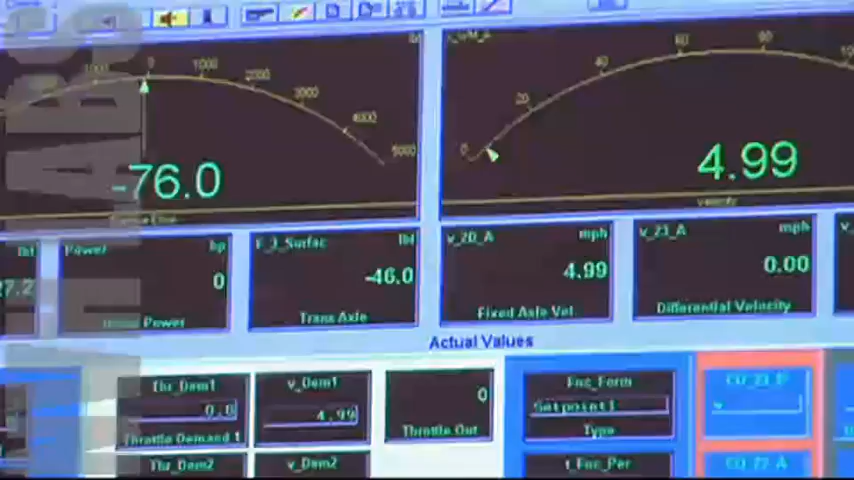 1000 0 1000 2000 3000 4000 5000 lbf
-76.0
0 20 40 60 80
4.99
velocity
lbf
Power hp
0
F_3_Surfac lbf
-46.0
Trans Axle
v_20_A mph
4.99
Fixed Axle Vel.
v_23_A mph
0.00
Differential Velocity
Actual Values
Thr_Dem1
0.0
Throttle Demand 1
v_Dem1
4.99
0
Throttle Out
Fnc_Form
Setpoint1
Type
Thr_Dem2
v_Dem2
t_Fnc_Per